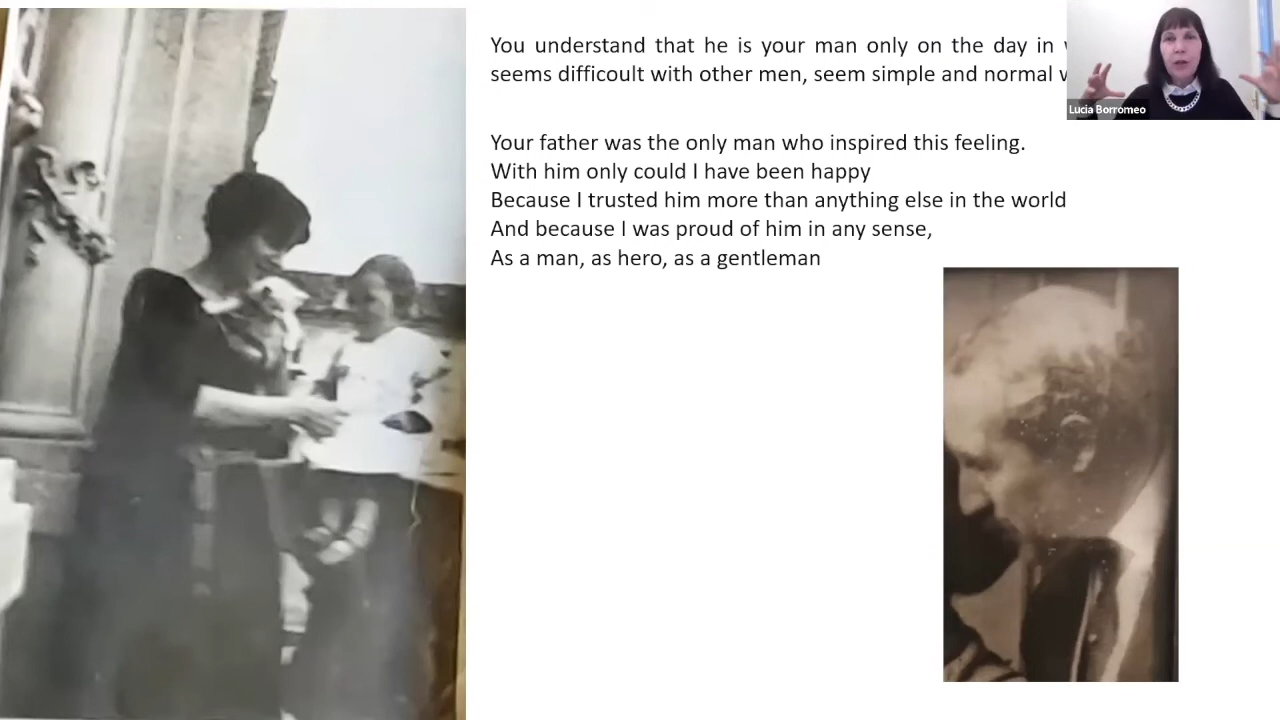 You understand that he is your man only on the day in
seems difficoult with other men, seem simple and normal
Lucia Borromeo
Your father was the only man who inspired this feeling.
With him only could I have been happy
Because I trusted him more than anything else in the world
And because I was proud of him in any sense,
As a man, as hero, as a gentleman